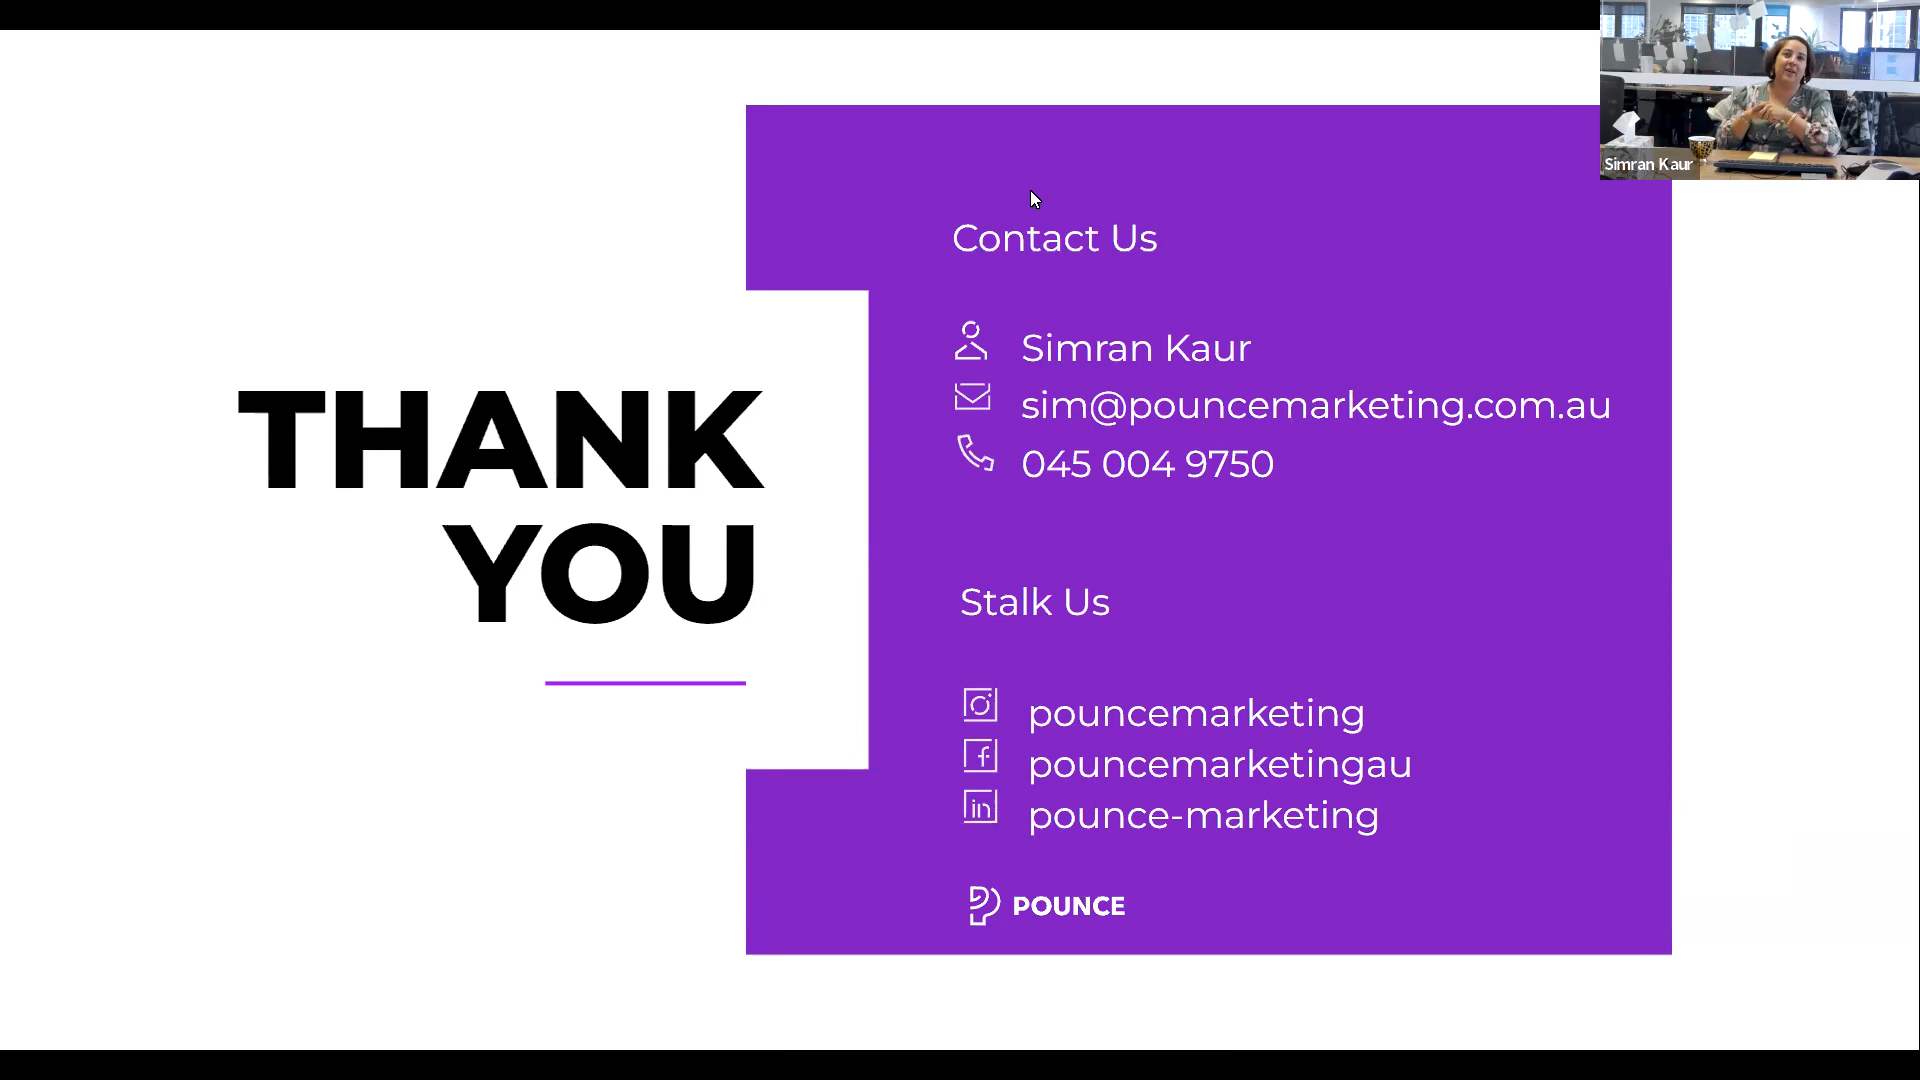 THANK
YOU
Contact Us
Simran Kaur
sim@pouncemarketing.com.au
045 004 9750
Stalk Us
pouncemarketing
pouncemarketingau
pounce-marketing
POUNCE
Simran Kaur